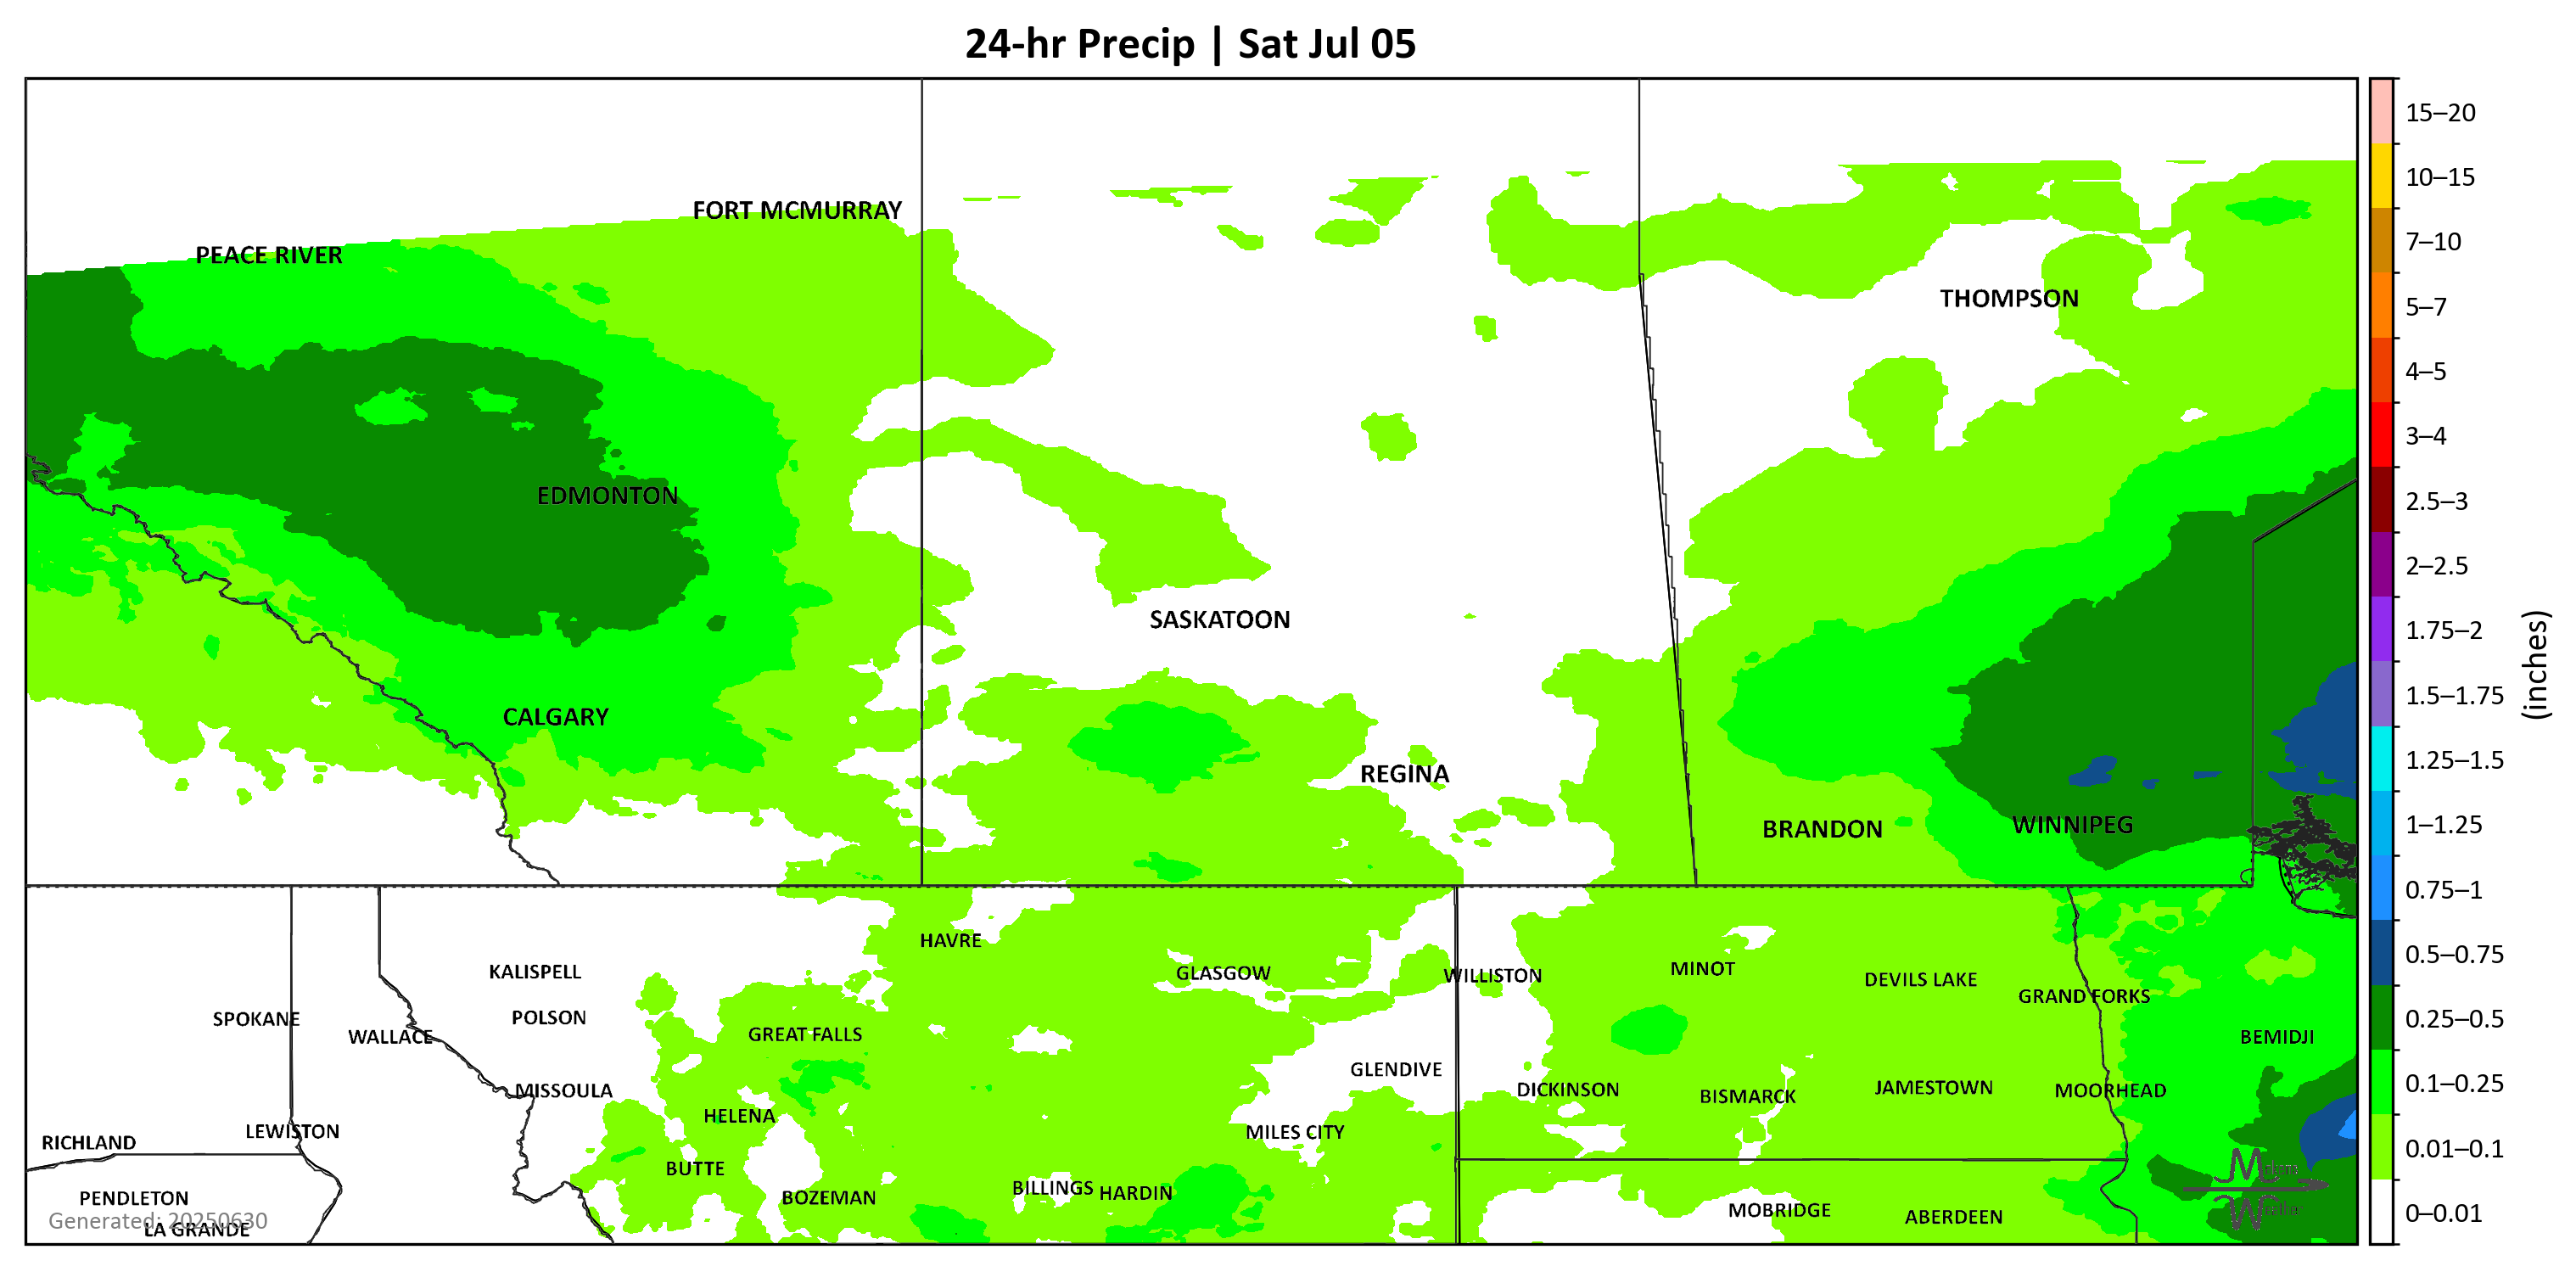 24-hr Precip | Sat Jul 05
15–20
10–15
7–10
5–7
4–5
3–4
2.5–3
2–2.5
1.75–2
1.5–1.75
1.25–1.5
1–1.25
0.75–1
0.5–0.75
0.25–0.5
0.1–0.25
0.01–0.1
0–0.01
(inches)
FORT MCMURRAY
PEACE RIVER
THOMPSON
EDMONTON
SASKATOON
CALGARY
REGINA
BRANDON
WINNIPEG
HAVRE
KALISPELL
GLASGOW
WILLISTON
MINOT
DEVILS LAKE
GRAND FORKS
SPOKANE
POLSON
WALLACE
GREAT FALLS
BEMIDJI
GLENDIVE
MISSOULA
DICKINSON
BISMARCK
JAMESTOWN
MOORHEAD
HELENA
LEWISTON
MILES CITY
RICHLAND
BUTTE
BILLINGS
HARDIN
PENDLETON
BOZEMAN
MOBRIDGE
ABERDEEN
Generated: 20250630
LA GRANDE